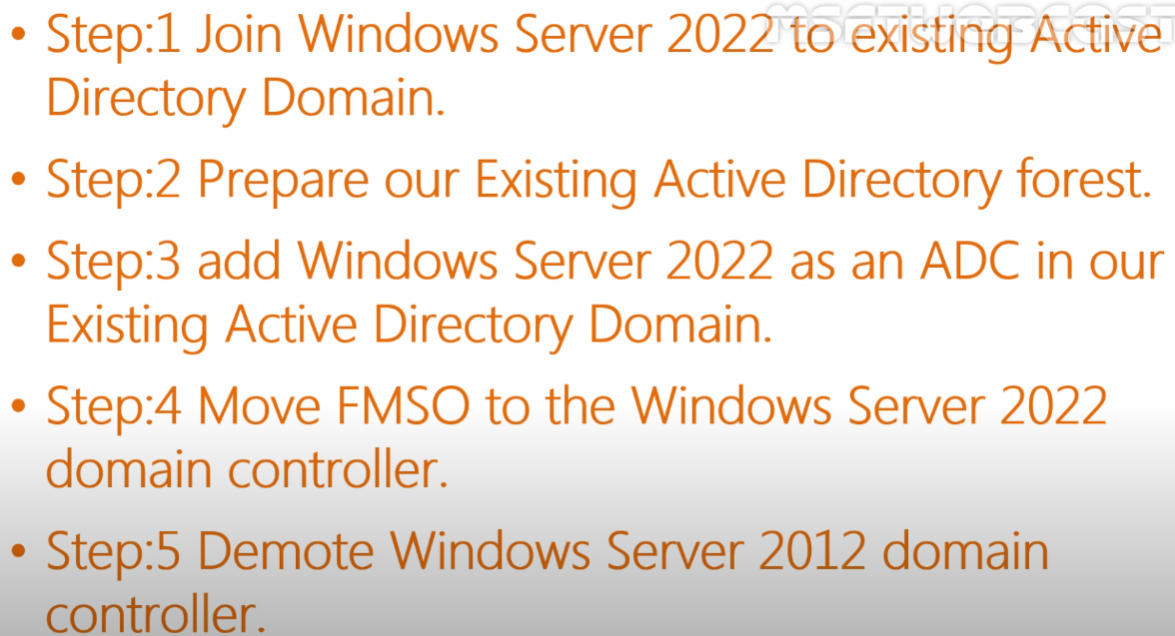 MSFTWEBCAST
• Step:1 Join Windows Server 2022 to existing Active
Directory Domain.
• Step:2 Prepare our Existing Active Directory forest.
• Step:3 add Windows Server 2022 as an ADC in our
Existing Active Directory Domain.
• Step:4 Move FMSO to the Windows Server 2022
domain controller.
• Step:5 Demote Windows Server 2012 domain
controller.